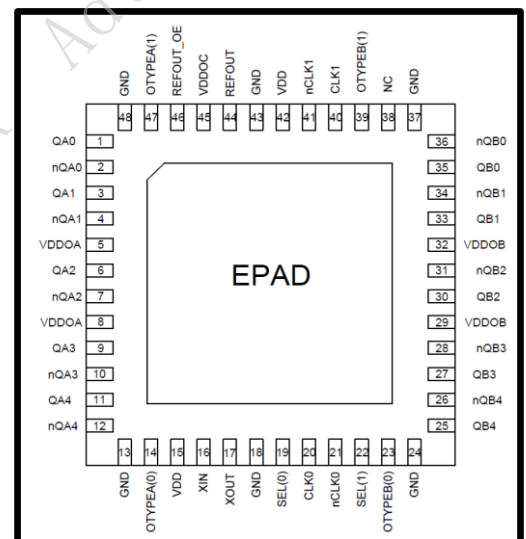 GND
OTYPEA(1)
REFOUT_OE
VDDOC
REFOUT
GND
VDD
nCLK1
CLK1
OTYPEB(1)
NC
GND
48 47 46 45 44 43 42 41 40 39 38 37
QA0 1 36 nQB0
nQA0 2 35 QB0
QA1 3 34 nQB1
nQA1 4 33 QB1
VDDOA 5 32 VDDOB
QA2 6 31 nQB2
EPAD
nQA2 7 30 QB2
VDDOA 8 29 VDDOB
QA3 9 28 nQB3
nQA3 10 27 QB3
QA4 11 26 nQB4
nQA4 12 25 QB4
13 14 15 16 17 18 19 20 21 22 23 24
GND
OTYPEA(0)
VDD
XIN
XOUT
GND
SEL(0)
CLK0
nCLK0
SEL(1)
OTYPEB(0)
GND